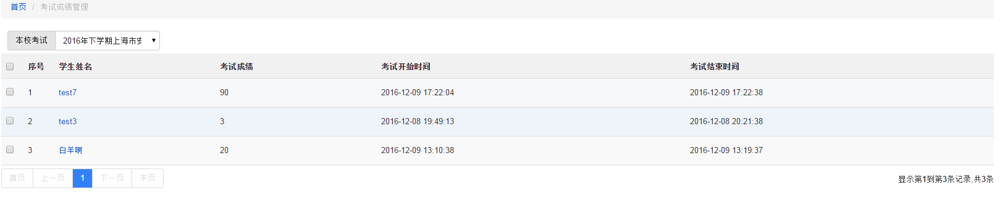 首页 / 考试成绩管理
本校考试 2016年下学期上海市
序号 学生姓名 考试成绩 考试开始时间 考试结束时间
1 test7 90 2016-12-09 17:22:04 2016-12-09 17:22:38
2 test3 3 2016-12-08 19:49:13 2016-12-08 20:21:38
3 白羊啊 20 2016-12-09 13:10:38 2016-12-09 13:19:37
首页 上一页 1 下一页 末页 显示第1到第3条记录,共3条